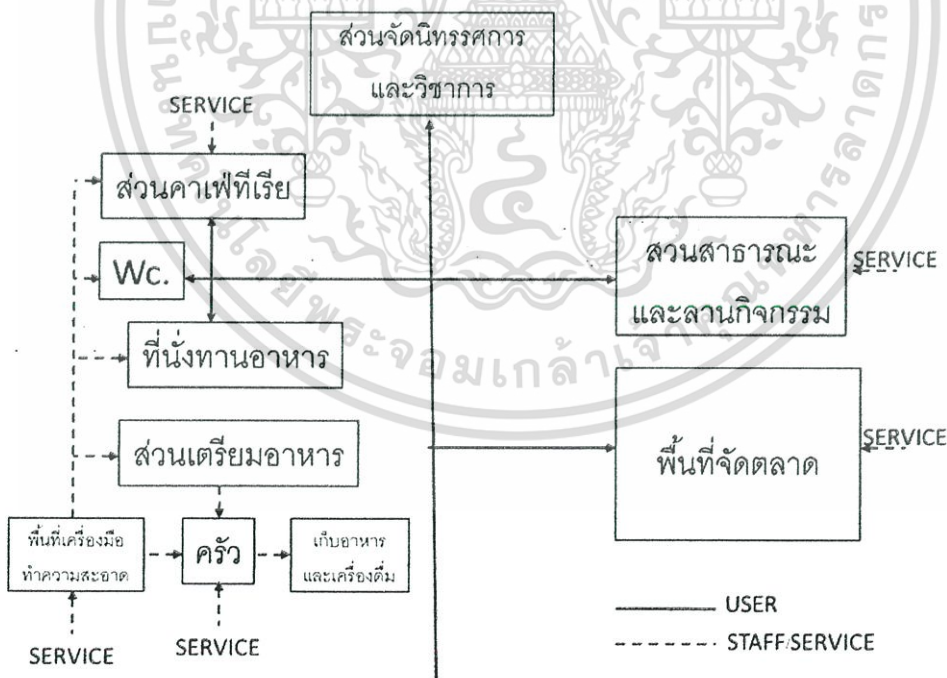 ส่วนจัดนิทรรศการ
และวิชาการ
SERVICE
ส่วนคาเฟ่ทีเรีย
Wc.
สวนสาธารณะ
และลานกิจกรรม
SERVICE
ที่นั่งทานอาหาร
ส่วนเตรียมอาหาร
พื้นที่จัดตลาด
SERVICE
พื้นที่เครื่องมือ
ทำความสะอาด
ครัว
เก็บอาหาร
และเครื่องดื่ม
SERVICE
SERVICE
USER
STAFF/SERVICE